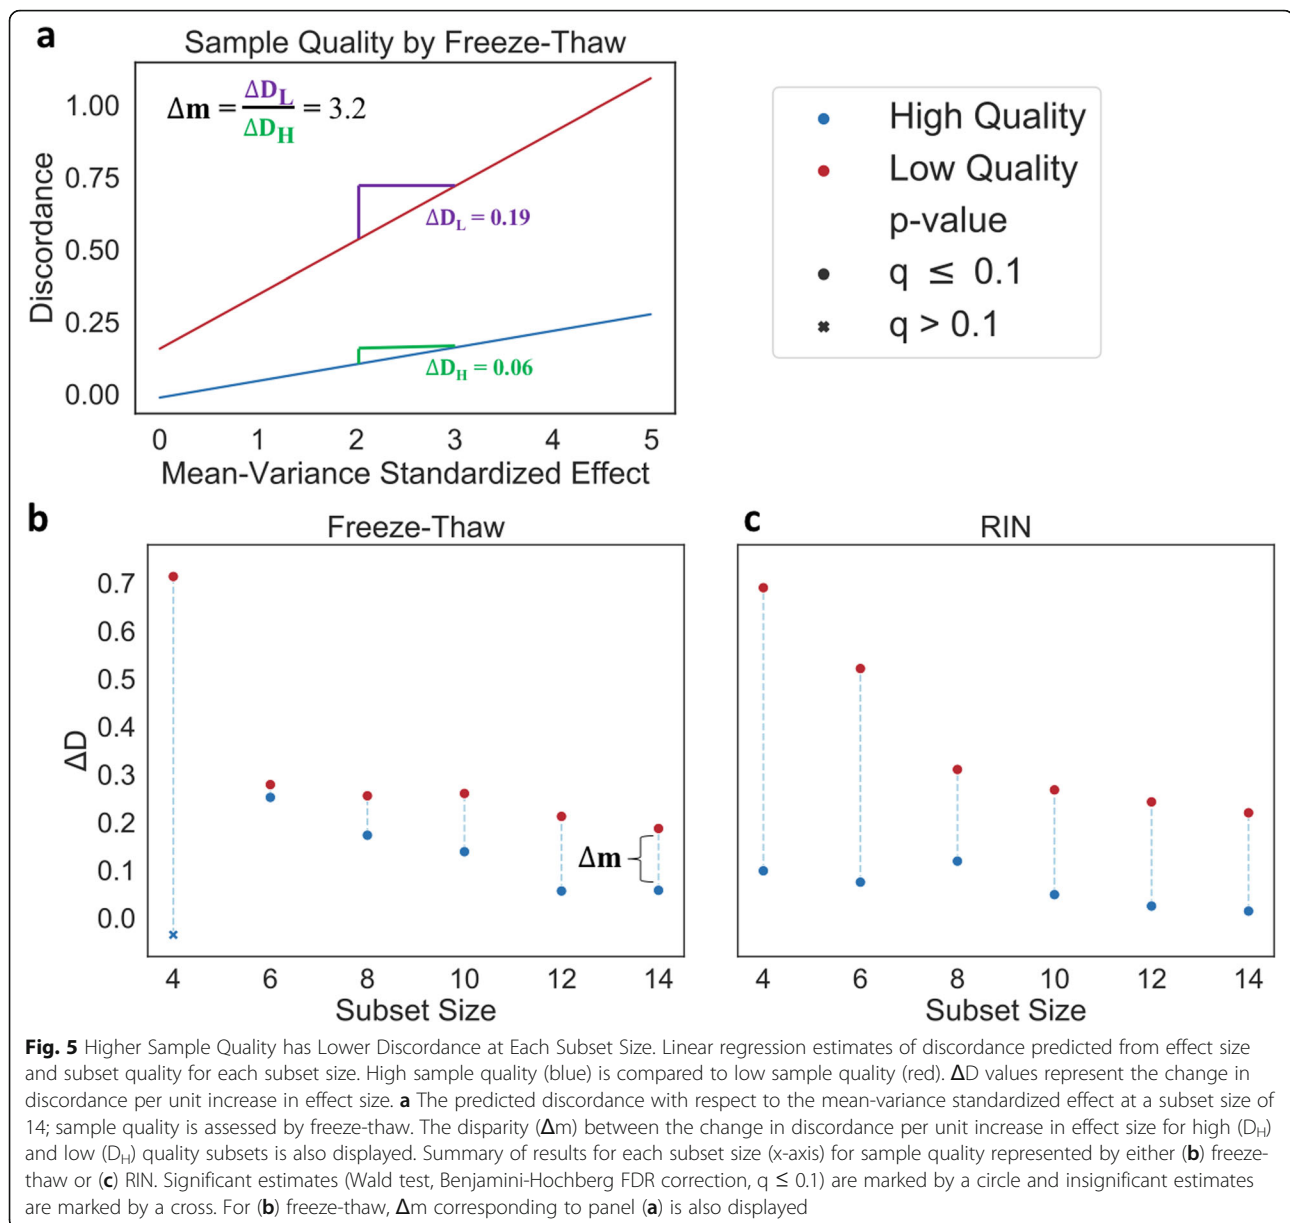 a
Sample Quality by Freeze-Thaw
Δm = ΔD_L / ΔD_H = 3.2
1.00
0.75
0.50
0.25
0.00
Discordance
ΔD_L = 0.19
ΔD_H = 0.06
0 1 2 3 4 5
Mean-Variance Standardized Effect
High Quality
Low Quality
p-value
q ≤ 0.1
q > 0.1
b
Freeze-Thaw
0.7
0.6
0.5
0.4
0.3
0.2
0.1
0.0
ΔD
Δm
4 6 8 10 12 14
Subset Size
c
RIN
4 6 8 10 12 14
Subset Size
Fig. 5 Higher Sample Quality has Lower Discordance at Each Subset Size. Linear regression estimates of discordance predicted from effect size
and subset quality for each subset size. High sample quality (blue) is compared to low sample quality (red). ΔD values represent the change in
discordance per unit increase in effect size. a The predicted discordance with respect to the mean-variance standardized effect at a subset size of
14; sample quality is assessed by freeze-thaw. The disparity (Δm) between the change in discordance per unit increase in effect size for high (D_H)
and low (D_H) quality subsets is also displayed. Summary of results for each subset size (x-axis) for sample quality represented by either (b) freeze-
thaw or (c) RIN. Significant estimates (Wald test, Benjamini-Hochberg FDR correction, q ≤ 0.1) are marked by a circle and insignificant estimates
are marked by a cross. For (b) freeze-thaw, Δm corresponding to panel (a) is also displayed